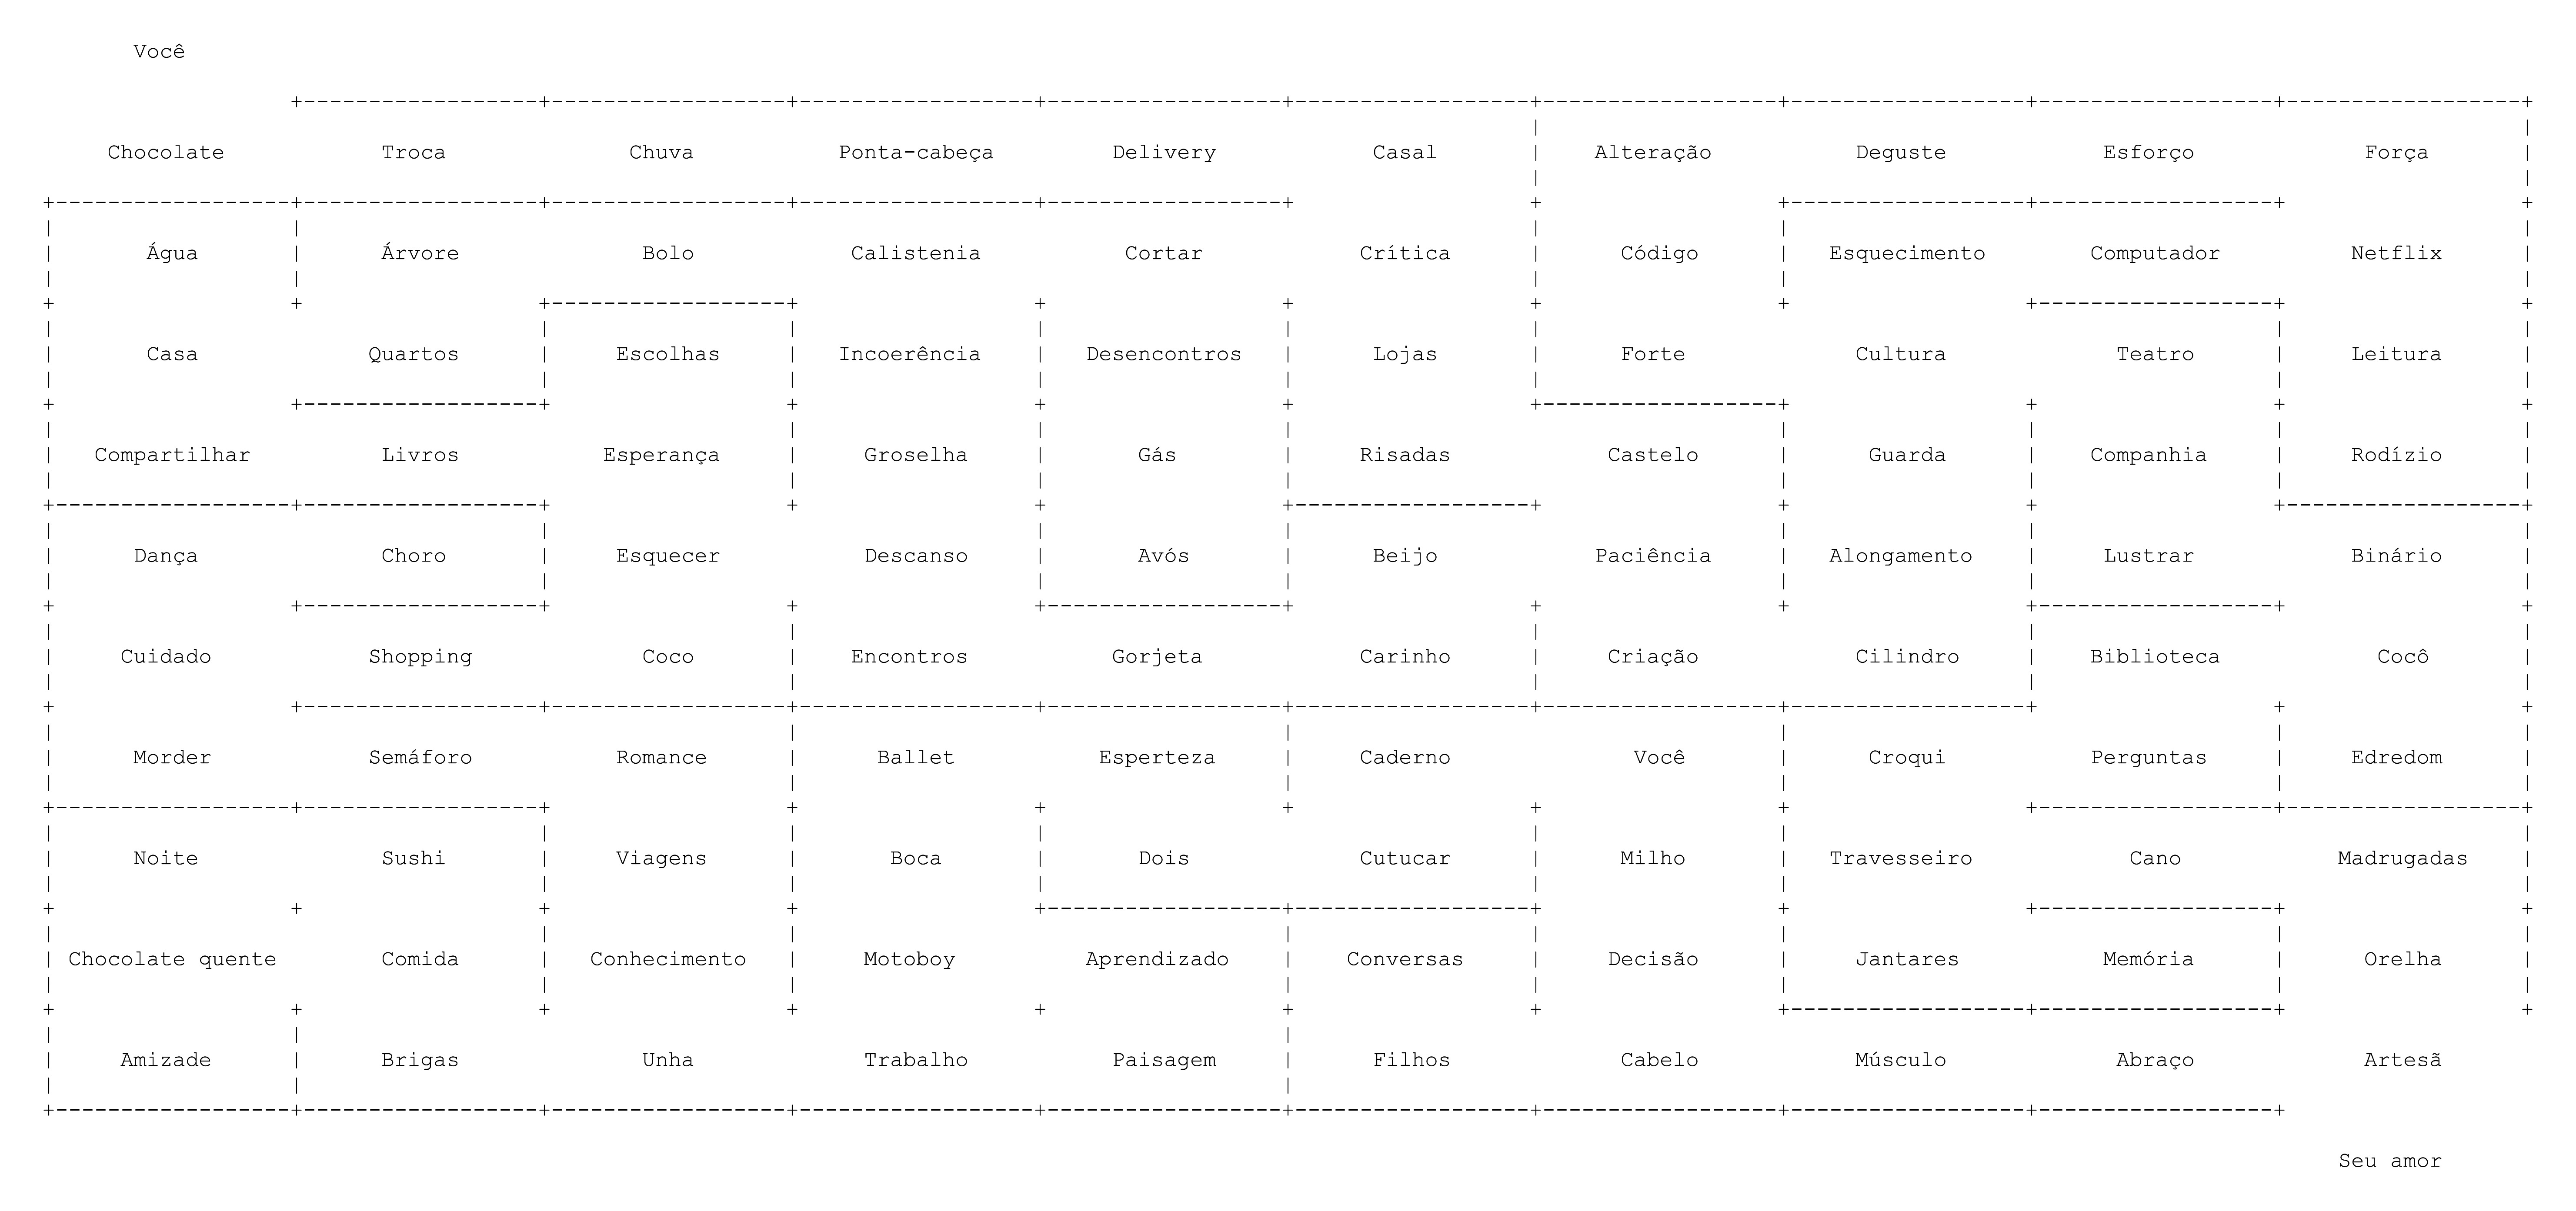 Você
Chocolate Troca Chuva Ponta-cabeça Delivery Casal Alteração Deguste Esforço Força
Água Árvore Bolo Calistenia Cortar Crítica Código Esquecimento Computador Netflix
Casa Quartos Escolhas Incoerência Desencontros Lojas Forte Cultura Teatro Leitura
Compartilhar Livros Esperança Groselha Gás Risadas Castelo Guarda Companhia Rodízio
Dança Choro Esquecer Descanso Avós Beijo Paciência Alongamento Lustrar Binário
Cuidado Shopping Coco Encontros Gorjeta Carinho Criação Cilindro Biblioteca Cocô
Morder Semáforo Romance Ballet Esperteza Caderno Você Croqui Perguntas Edredom
Noite Sushi Viagens Boca Dois Cutucar Milho Travesseiro Cano Madrugadas
Chocolate quente Comida Conhecimento Motoboy Aprendizado Conversas Decisão Jantares Memória Orelha
Amizade Brigas Unha Trabalho Paisagem Filhos Cabelo Músculo Abraço Artesã
Seu amor